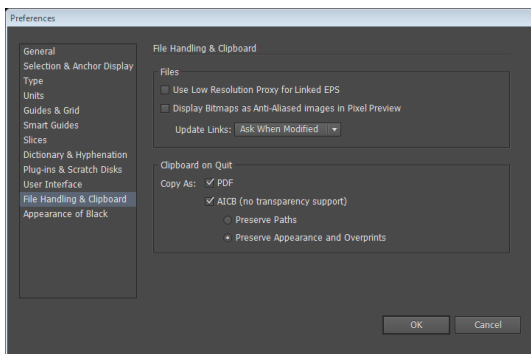 Preferences
General
Selection & Anchor Display
Type
Units
Guides & Grid
Smart Guides
Slices
Dictionary & Hyphenation
Plug-ins & Scratch Disks
User Interface
File Handling & Clipboard
Appearance of Black
File Handling & Clipboard
Files
Use Low Resolution Proxy for Linked EPS
Display Bitmaps as Anti-Aliased images in Pixel Preview
Update Links: Ask When Modified
Clipboard on Quit
Copy As: PDF
AICB (no transparency support)
Preserve Paths
Preserve Appearance and Overprints
OK Cancel